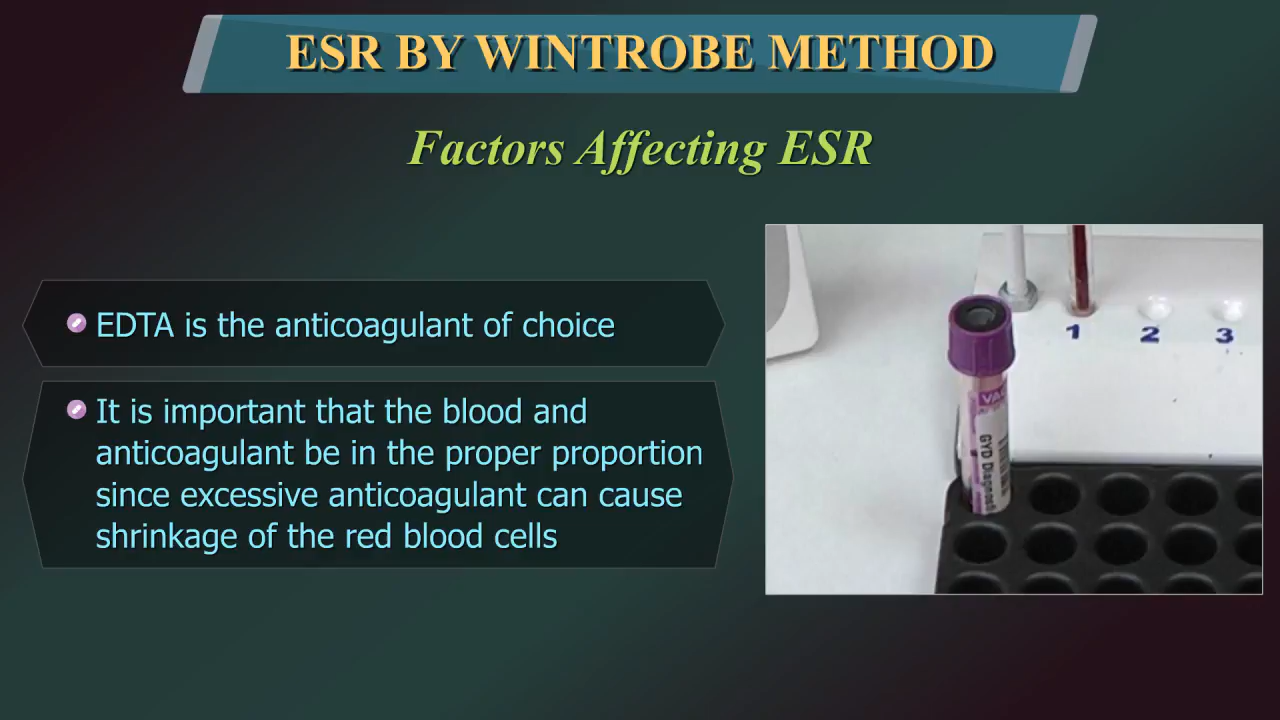 ESR BY WINTROBE METHOD
Factors Affecting ESR
EDTA is the anticoagulant of choice
It is important that the blood and
anticoagulant be in the proper proportion
since excessive anticoagulant can cause
shrinkage of the red blood cells
1 2 3
GYD Diagnost